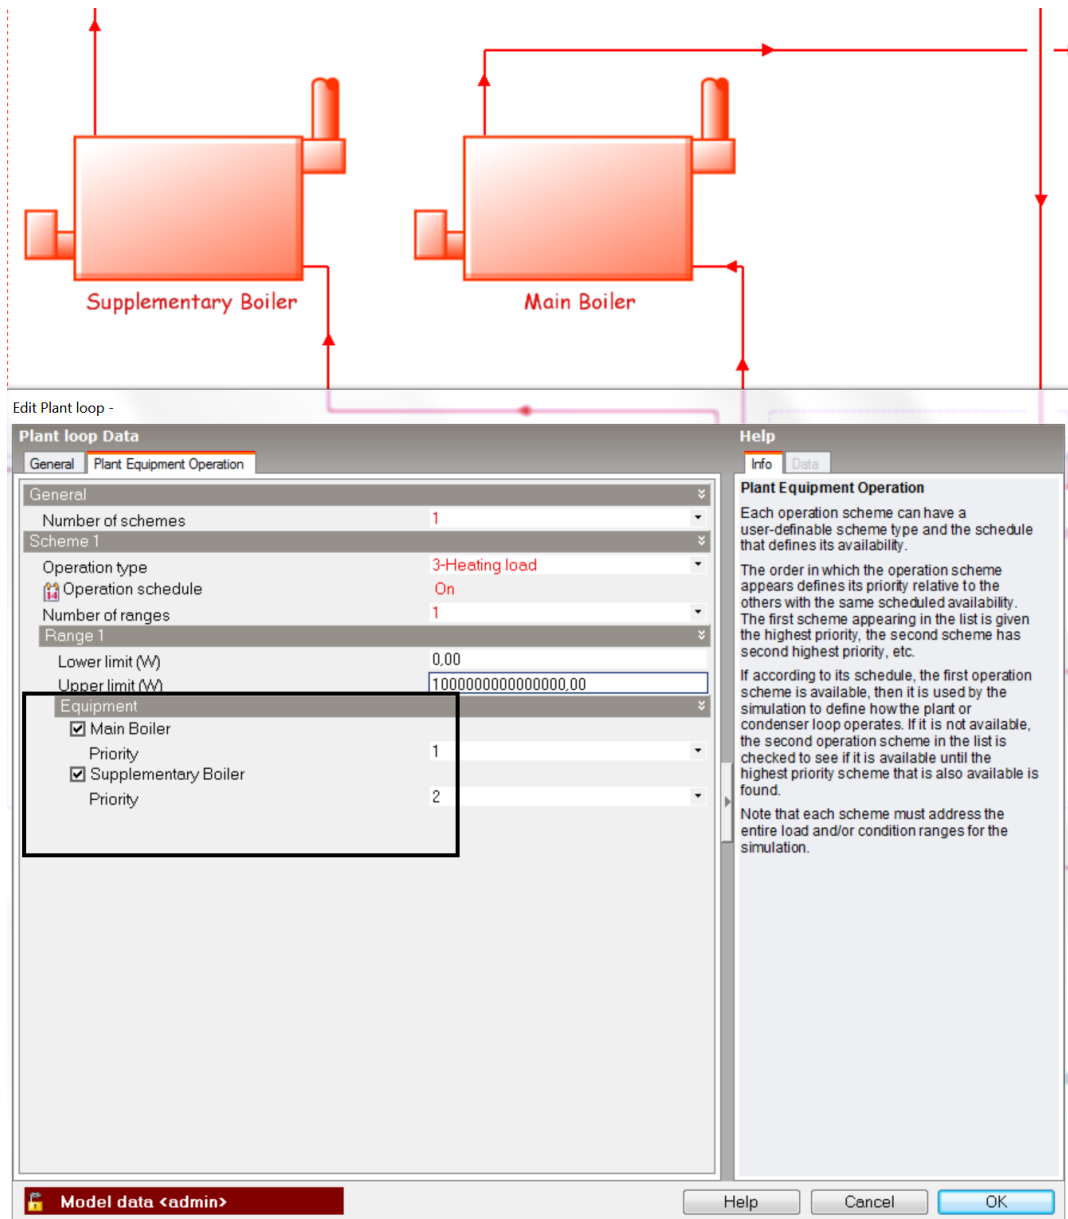 Supplementary Boiler
Main Boiler
Edit Plant loop -
Plant loop Data
General
Plant Equipment Operation
General
Number of schemes
1
Scheme 1
Operation type
3-Heating load
14
Operation schedule
On
Number of ranges
1
Range 1
Lower limit (W)
0,00
Upper limit (W)
1000000000000000,00
Equipment
Main Boiler
Priority
1
Supplementary Boiler
Priority
2
Help
Info
Data
Plant Equipment Operation
Each operation scheme can have a
user-definable scheme type and the schedule
that defines its availability.
The order in which the operation scheme
appears defines its priority relative to the
others with the same scheduled availability.
The first scheme appearing in the list is given
the highest priority, the second scheme has
second highest priority, etc.
If according to its schedule, the first operation
scheme is available, then it is used by the
simulation to define how the plant or
condenser loop operates. If it is not available,
the second operation scheme in the list is
checked to see if it is available until the
highest priority scheme that is also available is
found.
Note that each scheme must address the
entire load and/or condition ranges for the
simulation.
Model data <admin>
Help
Cancel
OK